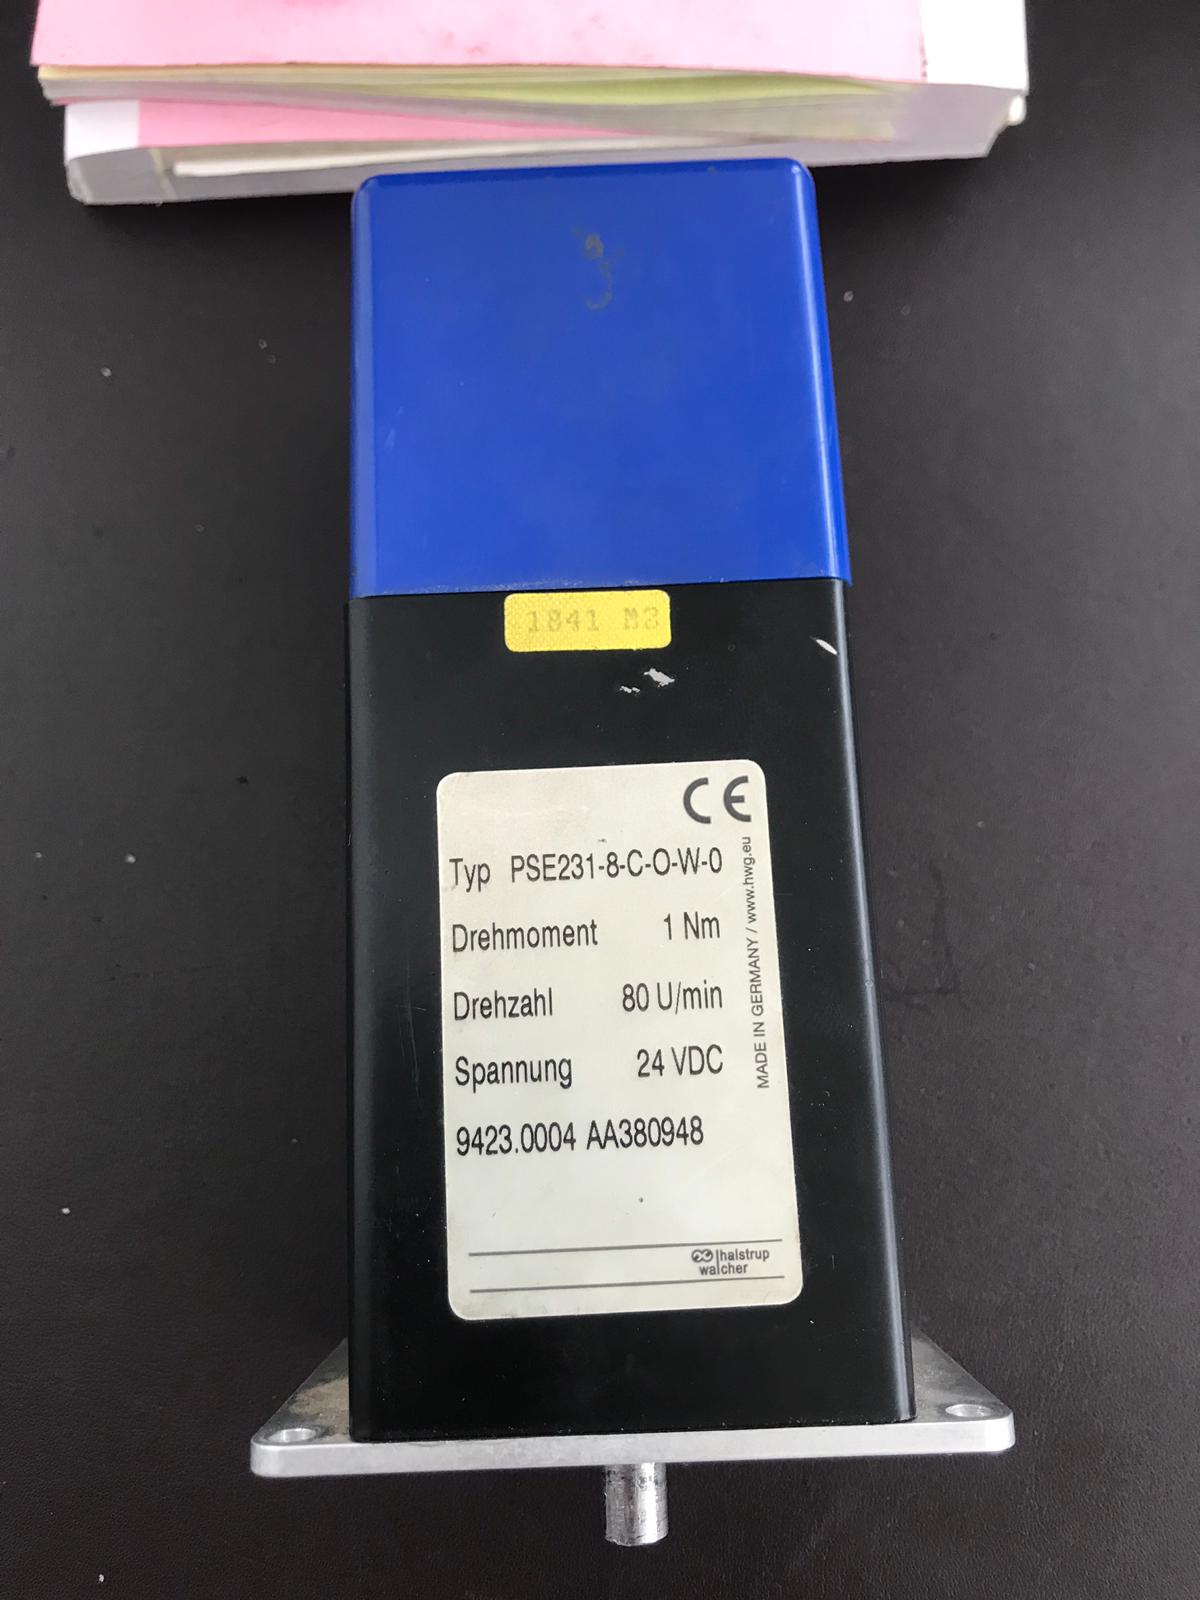 1841 M2
CE
Typ PSE231-8-C-O-W-0
Drehmoment 1 Nm
Drehzahl 80 U/min
Spannung 24 VDC
9423.0004 AA380948
MADE IN GERMANY / www.hwg.eu
halstrup
walcher